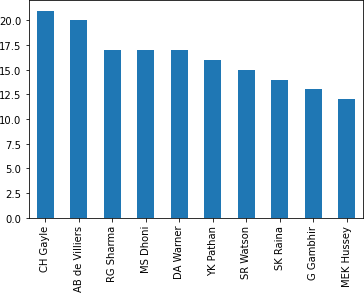 20.0
17.5
15.0
12.5
10.0
7.5
5.0
2.5
0.0
CH Gayle
AB de Villiers
RG Sharma
MS Dhoni
DA Warner
YK Pathan
SR Watson
SK Raina
G Gambhir
MEK Hussey